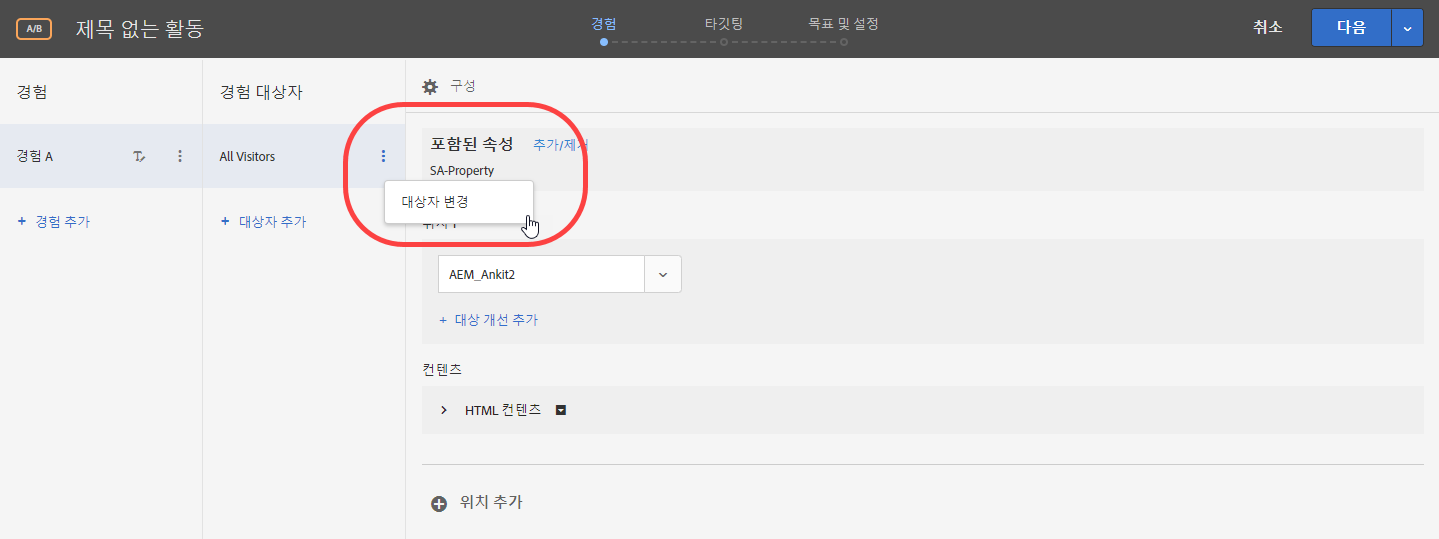 A/B
제목 없는 활동
경험
타깃팅
목표 및 설정
취소
다음
경험
경험 대상자
구성
경험 A
All Visitors
포함된 속성
추가/제거
SA-Property
대상자 변경
경험 추가
대상자 추가
AEM_Ankit2
+ 대상 개선 추가
컨텐츠
HTML 컨텐츠
위치 추가